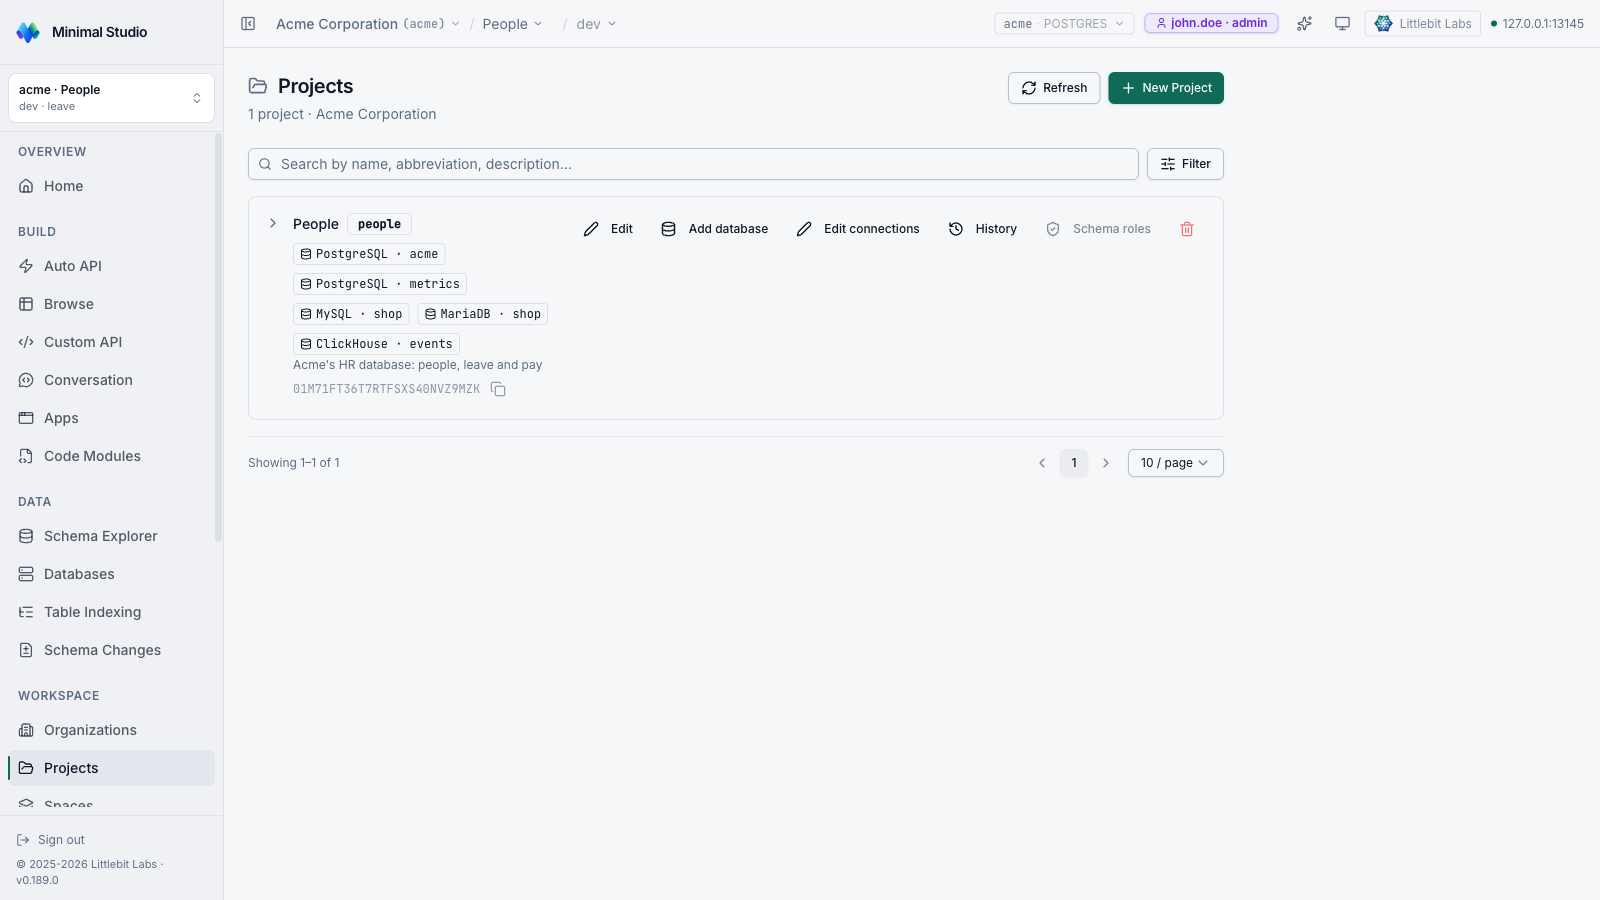 Minimal Studio
acme · People
dev · leave
OVERVIEW
Home
BUILD
Auto API
Browse
Custom API
Conversation
Apps
Code Modules
DATA
Schema Explorer
Databases
Table Indexing
Schema Changes
WORKSPACE
Organizations
Projects
Spaces
Sign out
© 2025-2026 Littlebit Labs ·
v0.189.0
Acme Corporation (acme) / People / dev
acme · POSTGRES
john.doe · admin
Littlebit Labs
127.0.0.1:13145
Projects
1 project · Acme Corporation
Refresh
New Project
Search by name, abbreviation, description...
Filter
People people
Edit
Add database
Edit connections
History
Schema roles
PostgreSQL · acme
PostgreSQL · metrics
MySQL · shop
MariaDB · shop
ClickHouse · events
Acme's HR database: people, leave and pay
01M71FT36T7RTFSXS40NVZ9MZK
Showing 1–1 of 1
1
10 / page